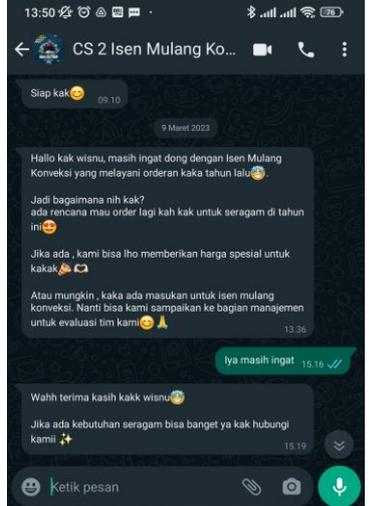 13:50
76
CS 2 Isen Mulang Ko...
Siap kak😊 09.10
9 Maret 2023
Hallo kak wisnu, masih ingat dong dengan Isen Mulang
Konveksi yang melayani orderan kaka tahun lalu🤩.
Jadi bagaimana nih kak?
ada rencana mau order lagi kah kak untuk seragam di tahun
ini😍
Jika ada , kami bisa lho memberikan harga spesial untuk
kakak🎉🫶
Atau mungkin , kaka ada masukan untuk isen mulang
konveksi. Nanti bisa kami sampaikan ke bagian manajemen
untuk evaluasi tim kami😊🙏
13.36
Iya masih ingat 15.16
Wahh terima kasih kakk wisnu🤩
Jika ada kebutuhan seragam bisa banget ya kak hubungi
kamii ✨
15.19
Ketik pesan